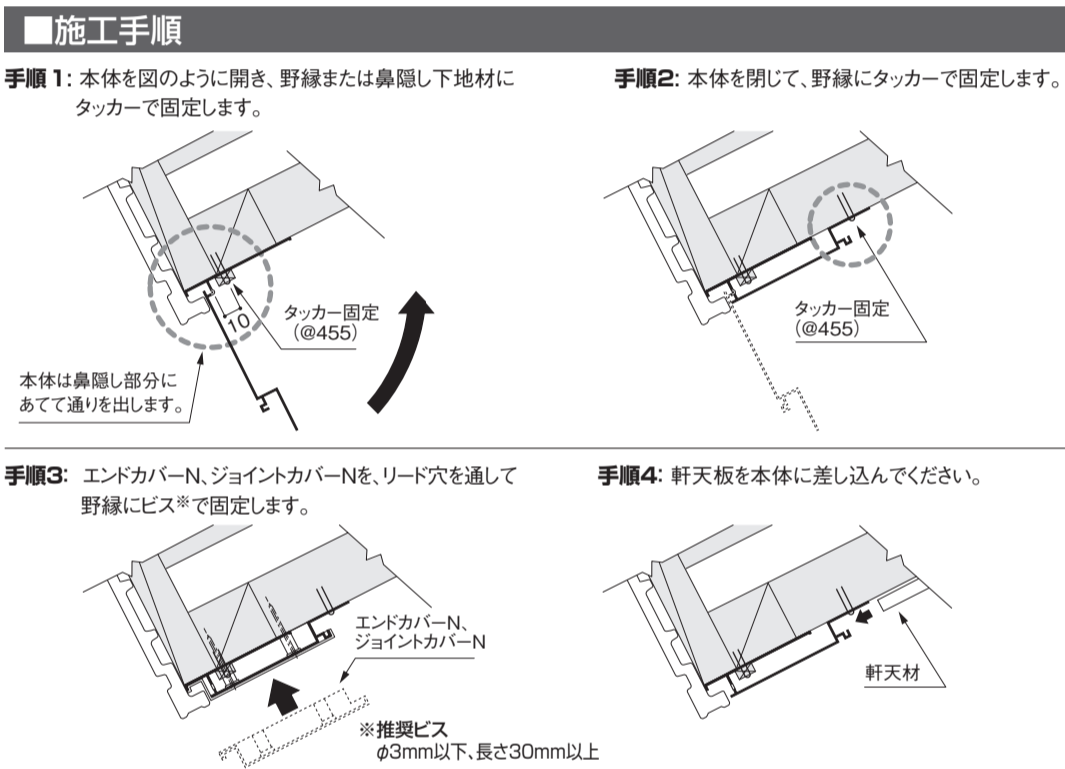 ■施工手順
手順1: 本体を図のように開き、野縁または鼻隠し下地材に
タッカーで固定します。
10
タッカー固定
(@455)
本体は鼻隠し部分に
あてて通りを出します。
手順2: 本体を閉じて、野縁にタッカーで固定します。
タッカー固定
(@455)
手順3: エンドカバーN、ジョイントカバーNを、リード穴を通して
野縁にビス※で固定します。
エンドカバーN、
ジョイントカバーN
※推奨ビス
φ3mm以下、長さ30mm以上
手順4: 軒天板を本体に差し込んでください。
軒天材